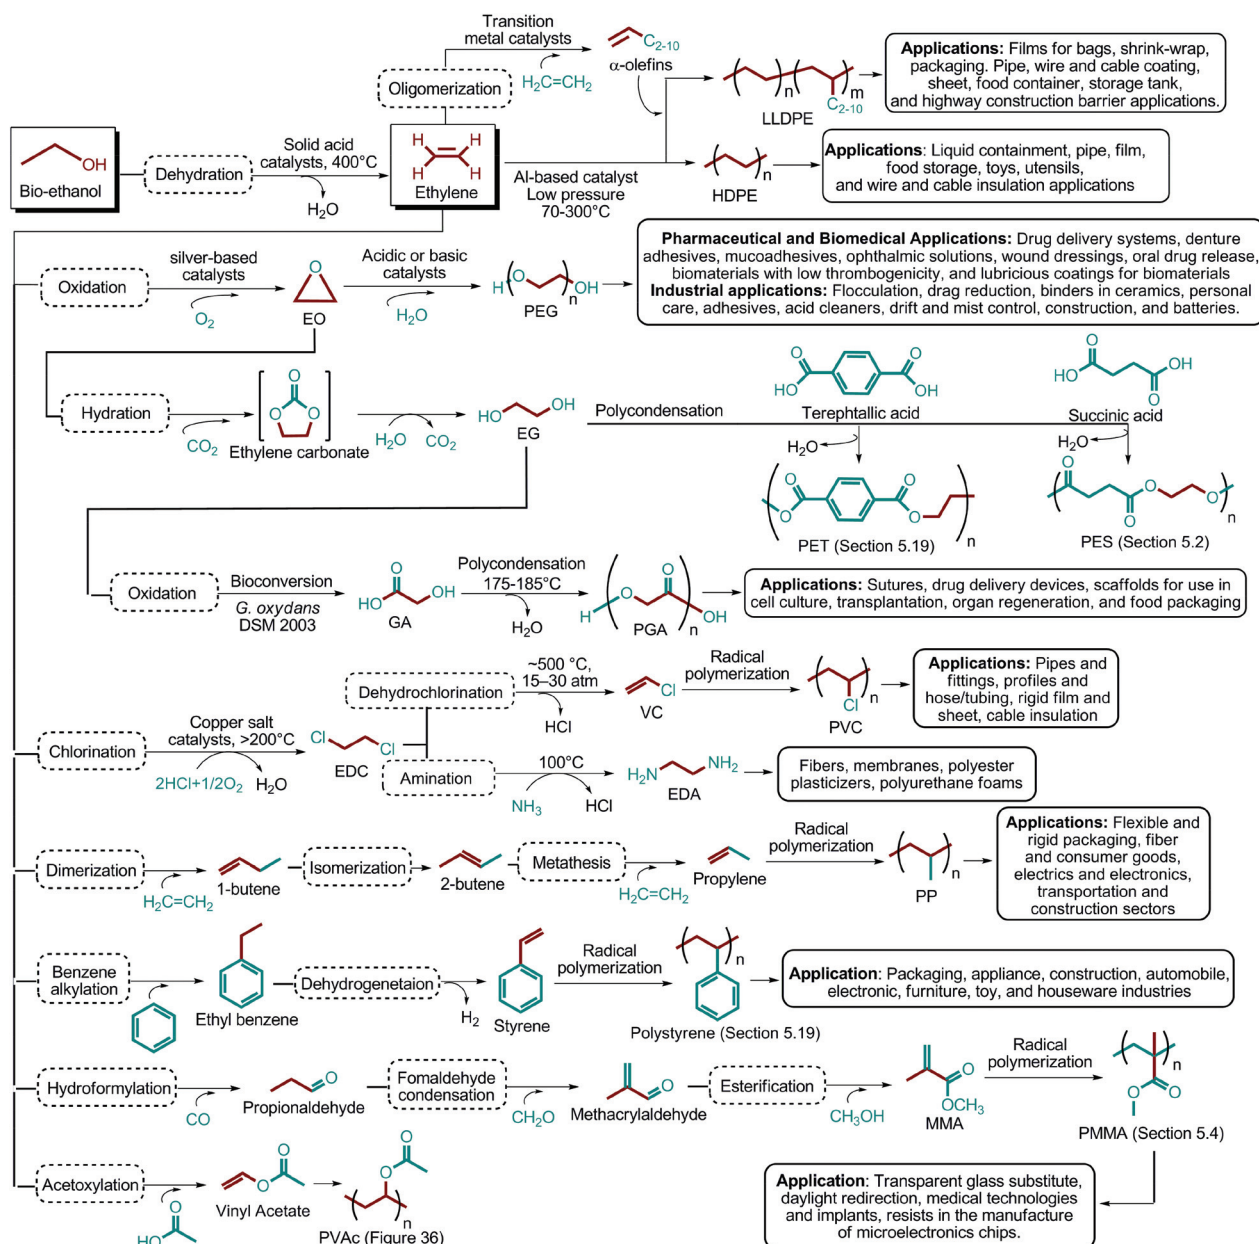 Transition
metal catalysts
H₂C=CH₂
C₂₋₁₀
α-olefins
Oligomerization
( )n( )m
C₂₋₁₀
LLDPE
Applications: Films for bags, shrink-wrap,
packaging. Pipe, wire and cable coating,
sheet, food container, storage tank,
and highway construction barrier applications.
OH
Bio-ethanol
Dehydration
Solid acid
catalysts, 400°C
H₂O
H H
H H
Ethylene
Al-based catalyst
Low pressure
70-300°C
( )n
HDPE
Applications: Liquid containment, pipe, film,
food storage, toys, utensils,
and wire and cable insulation applications
Oxidation
silver-based
catalysts
O₂
O
EO
Acidic or basic
catalysts
H₂O
H(O )nOH
PEG
Pharmaceutical and Biomedical Applications: Drug delivery systems, denture
adhesives, mucoadhesives, ophthalmic solutions, wound dressings, oral drug release,
biomaterials with low thrombogenicity, and lubricious coatings for biomaterials
Industrial applications: Flocculation, drag reduction, binders in ceramics, personal
care, adhesives, acid cleaners, drift and mist control, construction, and batteries.
Hydration
CO₂
O
O O
Ethylene carbonate
H₂O
CO₂
HO OH
EG
Polycondensation
O O
HO OH
Terephtallic acid
H₂O
O
HO OH
O
Succinic acid
H₂O
O O
O O
( )n
PET (Section 5.19)
O
O O
O
( )n
PES (Section 5.2)
Oxidation
Bioconversion
G. oxydans
DSM 2003
O
HO OH
GA
Polycondensation
175-185°C
H₂O
O
H(O )nOH
PGA
Applications: Sutures, drug delivery devices, scaffolds for use in
cell culture, transplantation, organ regeneration, and food packaging
Chlorination
Copper salt
catalysts, >200°C
2HCl+1/2O₂
H₂O
Cl
Cl
EDC
Dehydrochlorination
~500 °C,
15–30 atm
HCl
Cl
VC
Radical
polymerization
( )n
Cl
PVC
Applications: Pipes and
fittings, profiles and
hose/tubing, rigid film and
sheet, cable insulation
Amination
100°C
NH₃
HCl
H₂N NH₂
EDA
Fibers, membranes, polyester
plasticizers, polyurethane foams
Dimerization
H₂C=CH₂
1-butene
Isomerization
2-butene
Metathesis
H₂C=CH₂
Propylene
Radical
polymerization
( )n
PP
Applications: Flexible and
rigid packaging, fiber
and consumer goods,
electrics and electronics,
transportation and
construction sectors
Benzene
alkylation
Ethyl benzene
Dehydrogenetaion
H₂
Styrene
Radical
polymerization
( )n
Polystyrene (Section 5.19)
Application: Packaging, appliance, construction, automobile,
electronic, furniture, toy, and houseware industries
Hydroformylation
CO
O
Propionaldehyde
Fomaldehyde
condensation
CH₂O
O
Methacrylaldehyde
Esterification
CH₃OH
O
OCH₃
MMA
Radical
polymerization
( )n
O
O
PMMA (Section 5.4)
Acetoxylation
O
HO
O
O
Vinyl Acetate
O
O
( )n
PVAc (Figure 36)
Application: Transparent glass substitute,
daylight redirection, medical technologies
and implants, resists in the manufacture
of microelectronics chips.